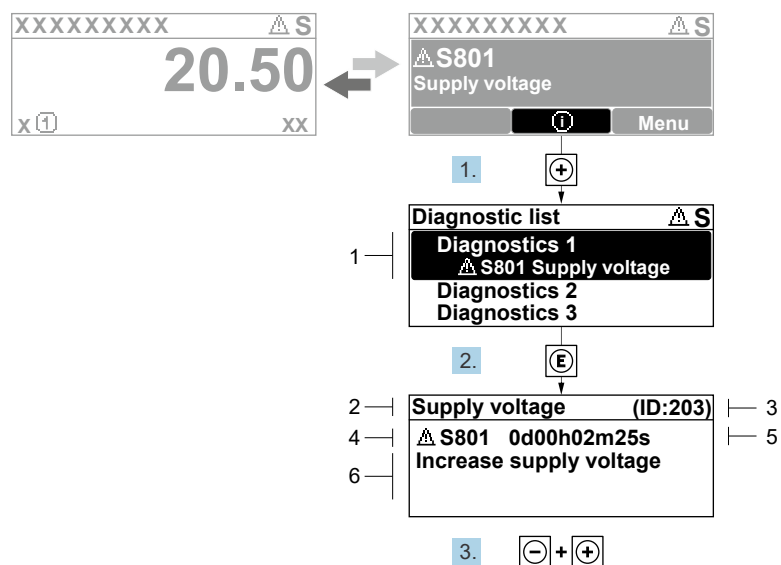 XXXXXXXXX ⚠ S
20.50
x 1 XX
XXXXXXXXX ⚠ S
⚠ S801
Supply voltage
i Menu
1. +
Diagnostic list ⚠ S
1 Diagnostics 1
⚠ S801 Supply voltage
Diagnostics 2
Diagnostics 3
2. E
2 Supply voltage (ID:203) 3
4 ⚠ S801 0d00h02m25s 5
6 Increase supply voltage
3. - + +